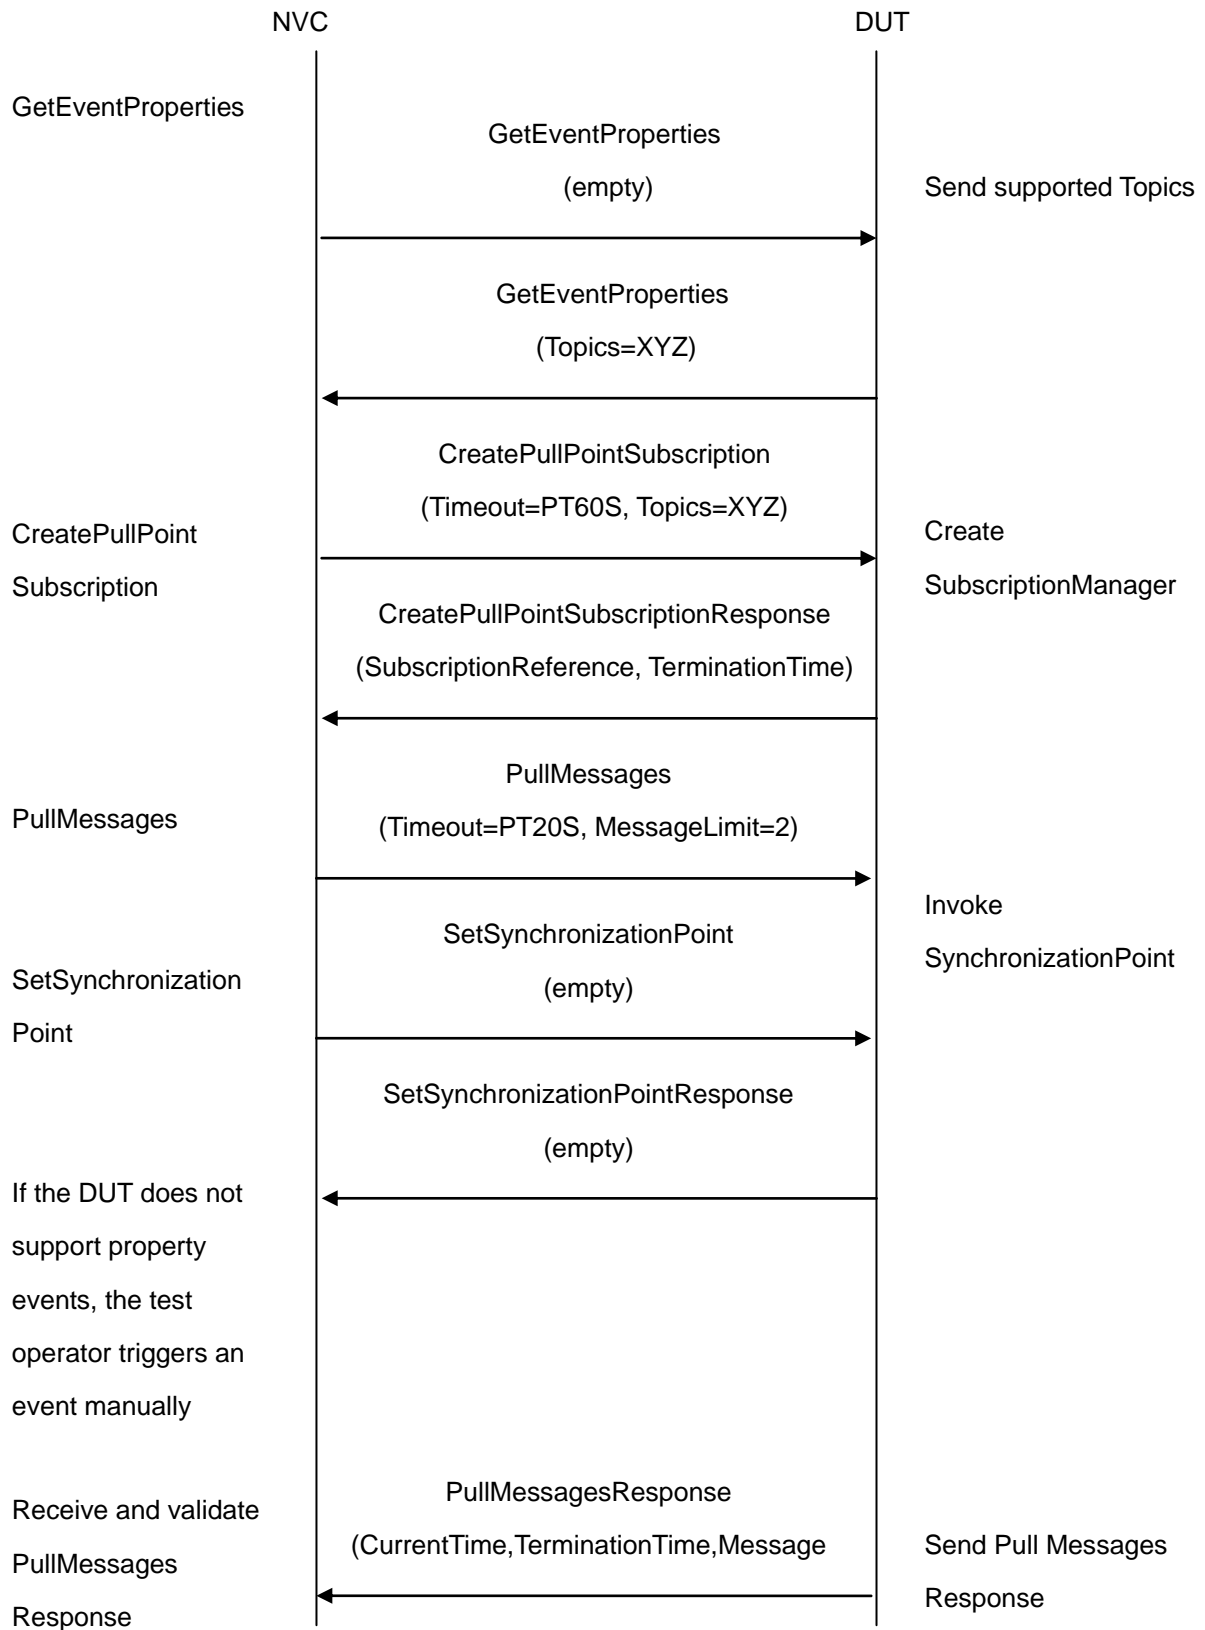 NVC
DUT
GetEventProperties
GetEventProperties
(empty)
Send supported Topics
GetEventProperties
(Topics=XYZ)
CreatePullPointSubscription
(Timeout=PT60S, Topics=XYZ)
CreatePullPoint
Subscription
Create
SubscriptionManager
CreatePullPointSubscriptionResponse
(SubscriptionReference, TerminationTime)
PullMessages
PullMessages
(Timeout=PT20S, MessageLimit=2)
Invoke
SynchronizationPoint
SetSynchronizationPoint
(empty)
SetSynchronization
Point
SetSynchronizationPointResponse
(empty)
If the DUT does not
support property
events, the test
operator triggers an
event manually
PullMessagesResponse
(CurrentTime,TerminationTime,Message
Receive and validate
PullMessages
Response
Send Pull Messages
Response